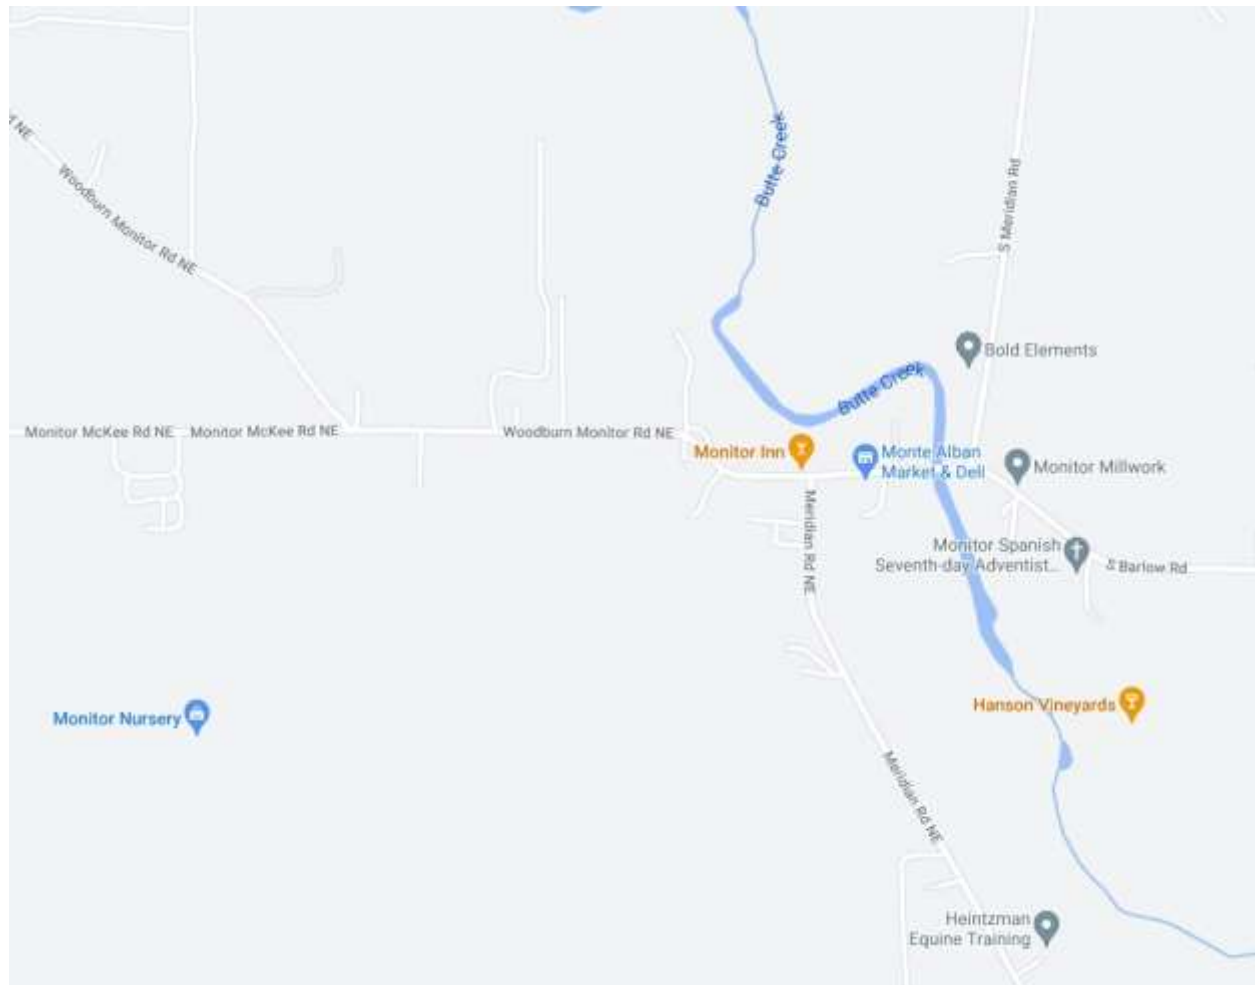 d NE
Woodburn Monitor Rd NE
Butte Creek
S Meridian Rd
Bold Elements
Butte Creek
Monitor McKee Rd NE
Monitor McKee Rd NE
Woodburn Monitor Rd NE
Monitor Inn
Monte Alban
Market & Deli
Monitor Millwork
Meridian Rd NE
Monitor Spanish
Seventh-day Adventist...
S Barlow Rd
Monitor Nursery
Hanson Vineyards
Meridian Rd NE
Heintzman
Equine Training